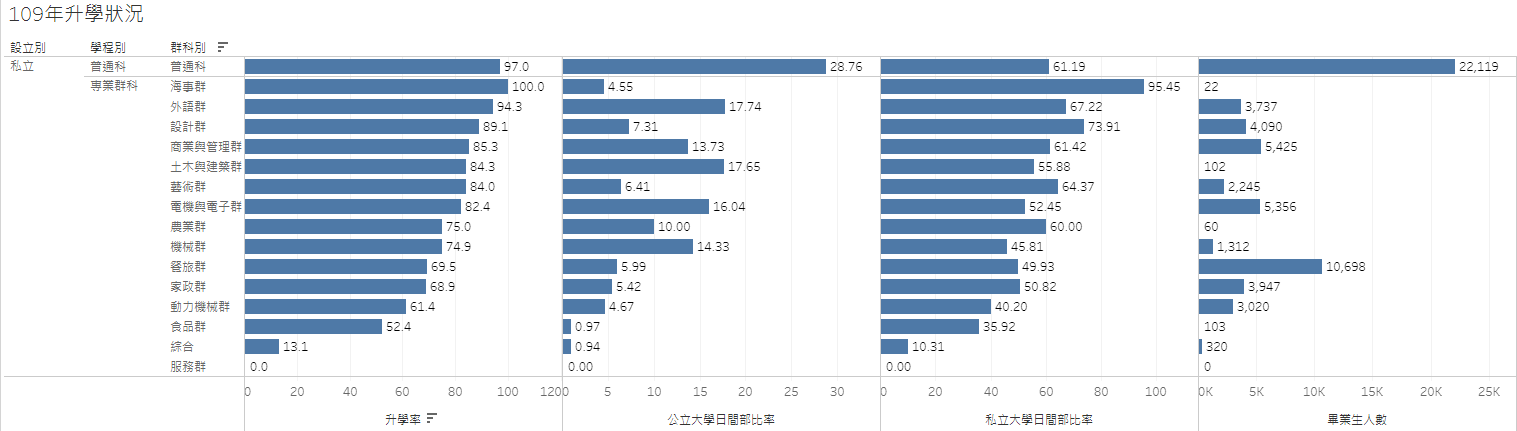 109年升學狀況
設立別 學程別 群科別
私立 普通科 普通科 97.0 28.76 61.19 22,119
專業群科 海事群 100.0 4.55 95.45 22
外語群 94.3 17.74 67.22 3,737
設計群 89.1 7.31 73.91 4,090
商業與管理群 85.3 13.73 61.42 5,425
土木與建築群 84.3 17.65 55.88 102
藝術群 84.0 6.41 64.37 2,245
電機與電子群 82.4 16.04 52.45 5,356
農業群 75.0 10.00 60.00 60
機械群 74.9 14.33 45.81 1,312
餐旅群 69.5 5.99 49.93 10,698
家政群 68.9 5.42 50.82 3,947
動力機械群 61.4 4.67 40.20 3,020
食品群 52.4 0.97 35.92 103
綜合 13.1 0.94 10.31 320
服務群 0.0 0.00 0.00 0
0 20 40 60 80 100 120 0 5 10 15 20 25 30 0 20 40 60 80 100 0K 5K 10K 15K 20K 25K
升學率 公立大學日間部比率 私立大學日間部比率 畢業生人數